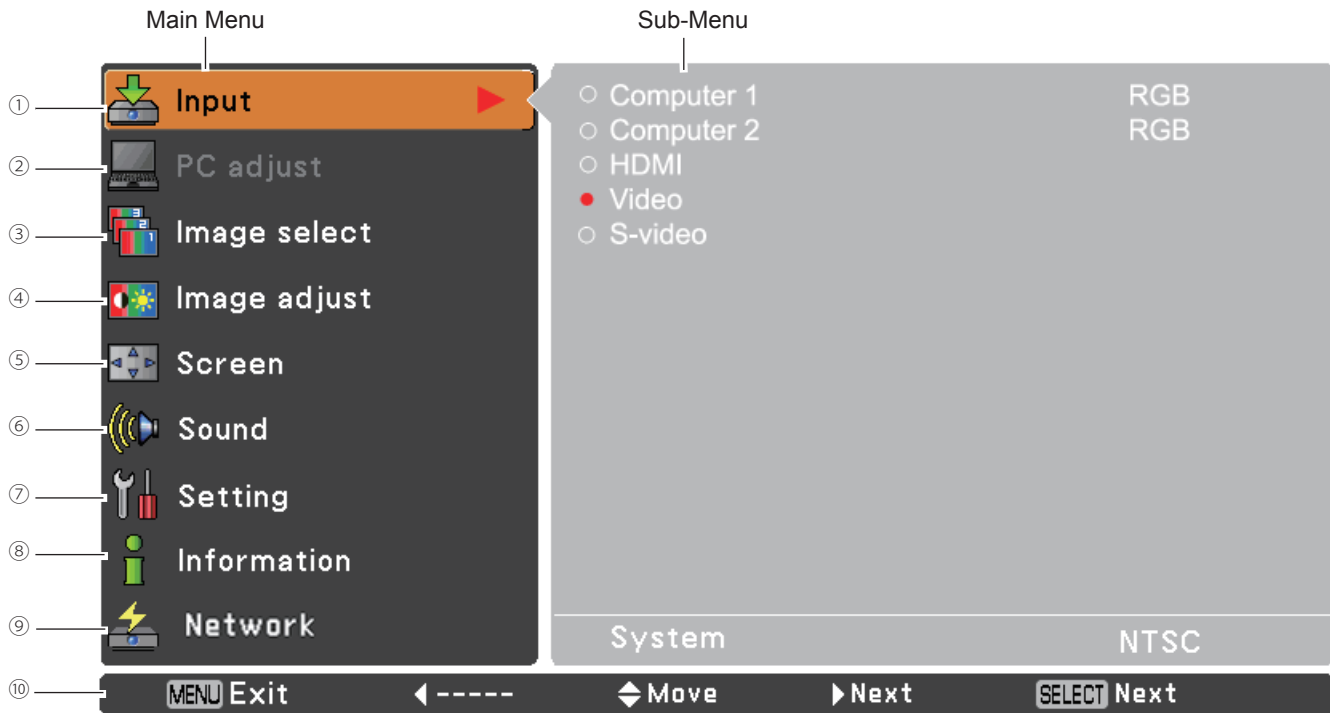 Main Menu Sub-Menu
① Input Computer 1 RGB
Computer 2 RGB
② PC adjust HDMI
Video
③ Image select S-video
④ Image adjust
⑤ Screen
⑥ Sound
⑦ Setting
⑧ Information
⑨ Network System NTSC
⑩ MENU Exit ----- Move Next SELECT Next